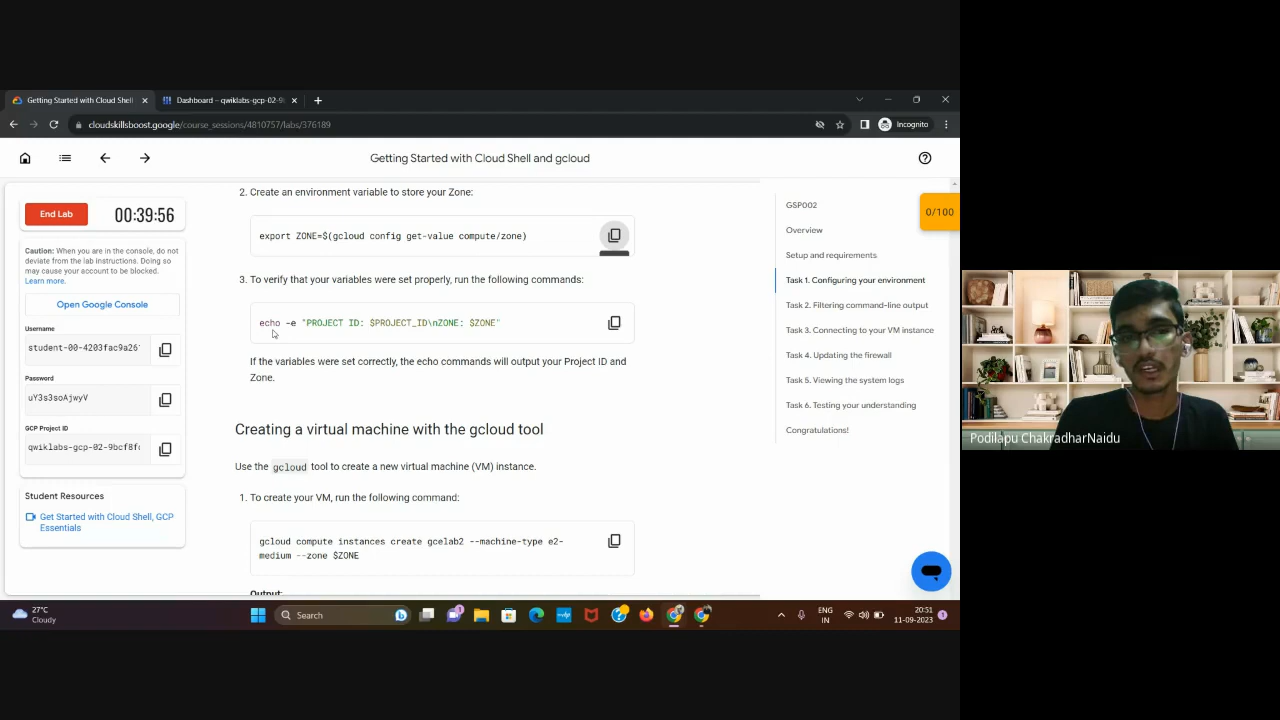 Getting Started with Cloud Shell
Dashboard – qwiklabs-gcp-02-9b
cloudskillsboost.google/course_sessions/4810757/labs/376189
Incognito
Getting Started with Cloud Shell and gcloud
End Lab
00:39:56
Caution: When you are in the console, do not
deviate from the lab instructions. Doing so
may cause your account to be blocked.
Learn more.
Open Google Console
Username
student-00-4203fac9a26
Password
uY3s3soAjwyV
GCP Project ID
qwiklabs-gcp-02-9bcf8f
Student Resources
Get Started with Cloud Shell, GCP
Essentials
2. Create an environment variable to store your Zone:
export ZONE=$(gcloud config get-value compute/zone)
3. To verify that your variables were set properly, run the following commands:
echo -e "PROJECT ID: $PROJECT_ID\nZONE: $ZONE"
If the variables were set correctly, the echo commands will output your Project ID and
Zone.
Creating a virtual machine with the gcloud tool
Use the gcloud tool to create a new virtual machine (VM) instance.
1. To create your VM, run the following command:
gcloud compute instances create gcelab2 --machine-type e2-
medium --zone $ZONE
Output:
GSP002
Overview
Setup and requirements
Task 1. Configuring your environment
Task 2. Filtering command-line output
Task 3. Connecting to your VM instance
Task 4. Updating the firewall
Task 5. Viewing the system logs
Task 6. Testing your understanding
Congratulations!
0/100
Podilapu ChakradharNaidu
27°C
Cloudy
Search
ENG
IN
20:51
11-09-2023